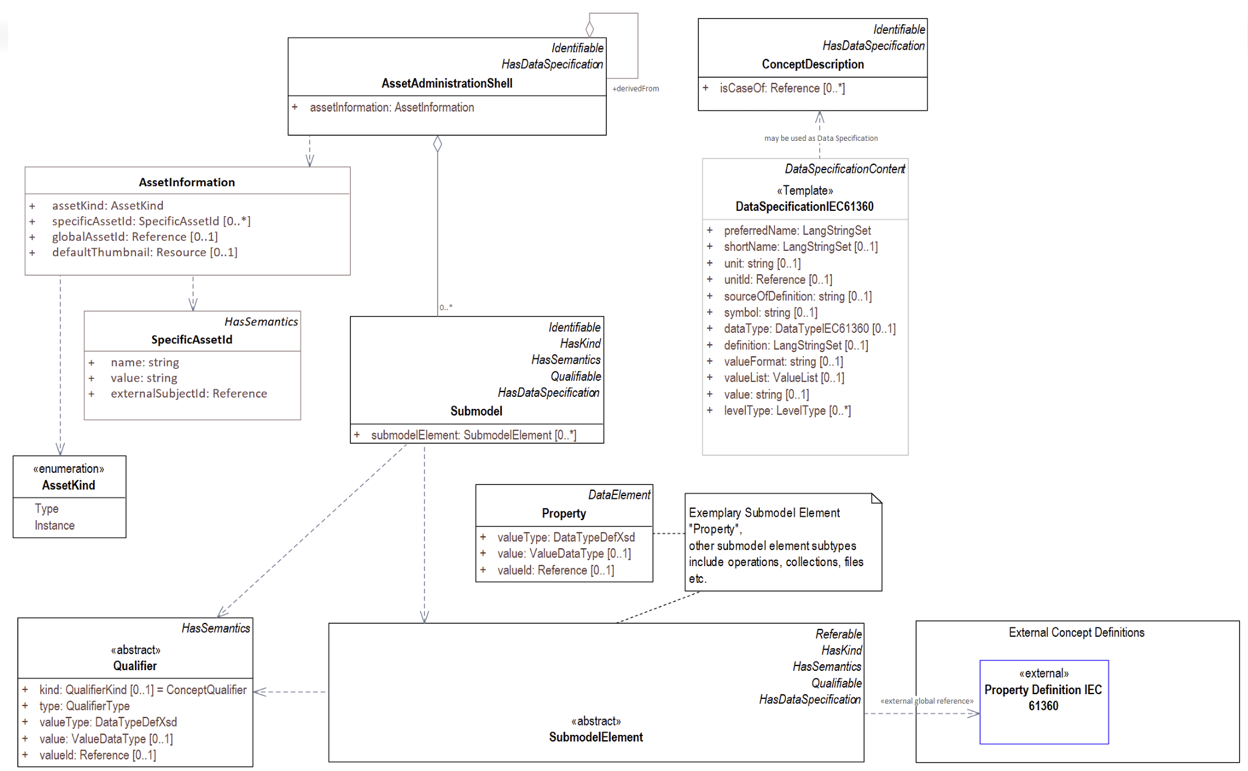 Identifiable
HasDataSpecification
AssetAdministrationShell
+ assetInformation: AssetInformation
+derivedFrom
Identifiable
HasDataSpecification
ConceptDescription
+ isCaseOf: Reference [0..*]
may be used as Data Specification
DataSpecificationContent
«Template»
DataSpecificationIEC61360
+ preferredName: LangStringSet
+ shortName: LangStringSet [0..1]
+ unit: string [0..1]
+ unitId: Reference [0..1]
+ sourceOfDefinition: string [0..1]
+ symbol: string [0..1]
+ dataType: DataTypeIEC61360 [0..1]
+ definition: LangStringSet [0..1]
+ valueFormat: string [0..1]
+ valueList: ValueList [0..1]
+ value: string [0..1]
+ levelType: LevelType [0..*]
AssetInformation
+ assetKind: AssetKind
+ specificAssetId: SpecificAssetId [0..*]
+ globalAssetId: Reference [0..1]
+ defaultThumbnail: Resource [0..1]
HasSemantics
SpecificAssetId
+ name: string
+ value: string
+ externalSubjectId: Reference
0..*
Identifiable
HasKind
HasSemantics
Qualifiable
HasDataSpecification
Submodel
+ submodelElement: SubmodelElement [0..*]
«enumeration»
AssetKind
Type
Instance
DataElement
Property
+ valueType: DataTypeDefXsd
+ value: ValueDataType [0..1]
+ valueId: Reference [0..1]
Exemplary Submodel Element
"Property",
other submodel element subtypes
include operations, collections, files
etc.
HasSemantics
«abstract»
Qualifier
+ kind: QualifierKind [0..1] = ConceptQualifier
+ type: QualifierType
+ valueType: DataTypeDefXsd
+ value: ValueDataType [0..1]
+ valueId: Reference [0..1]
Referable
HasKind
HasSemantics
Qualifiable
HasDataSpecification
«abstract»
SubmodelElement
«external global reference»
External Concept Definitions
«external»
Property Definition IEC
61360